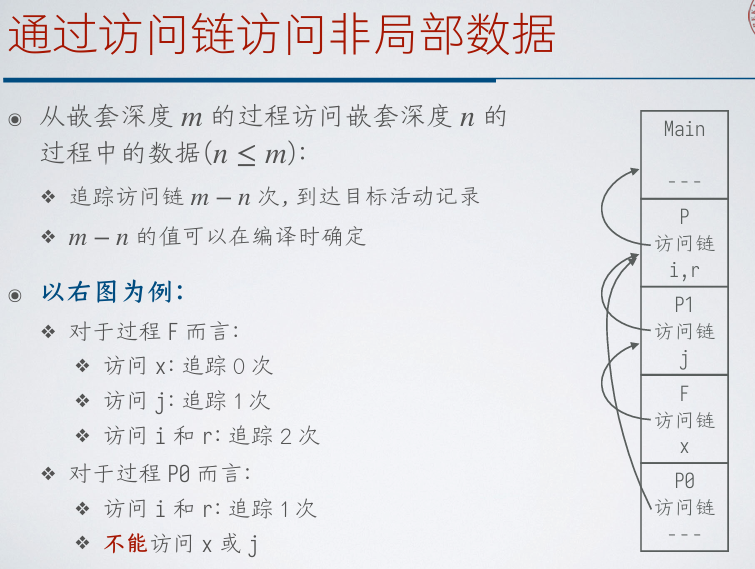 通过访问链访问非局部数据
从嵌套深度 m 的过程访问嵌套深度 n 的
过程中的数据(n ≤ m):
追踪访问链 m − n 次, 到达目标活动记录
m − n 的值可以在编译时确定
以右图为例:
对于过程 F 而言:
访问 x: 追踪 0 次
访问 j: 追踪 1 次
访问 i 和 r: 追踪 2 次
对于过程 P0 而言:
访问 i 和 r: 追踪 1 次
不能访问 x 或 j
Main
---
P
访问链
i,r
P1
访问链
j
F
访问链
x
P0
访问链
---